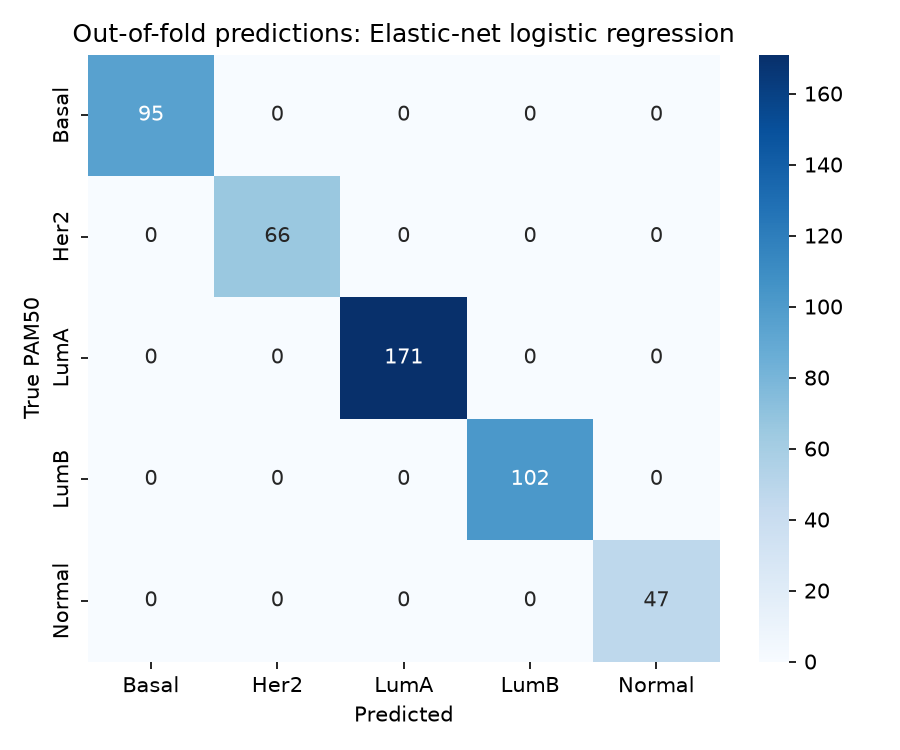 Out-of-fold predictions: Elastic-net logistic regression
True PAM50
Basal 95 0 0 0 0
Her2 0 66 0 0 0
LumA 0 0 171 0 0
LumB 0 0 0 102 0
Normal 0 0 0 0 47
Basal Her2 LumA LumB Normal
Predicted
160
140
120
100
80
60
40
20
0